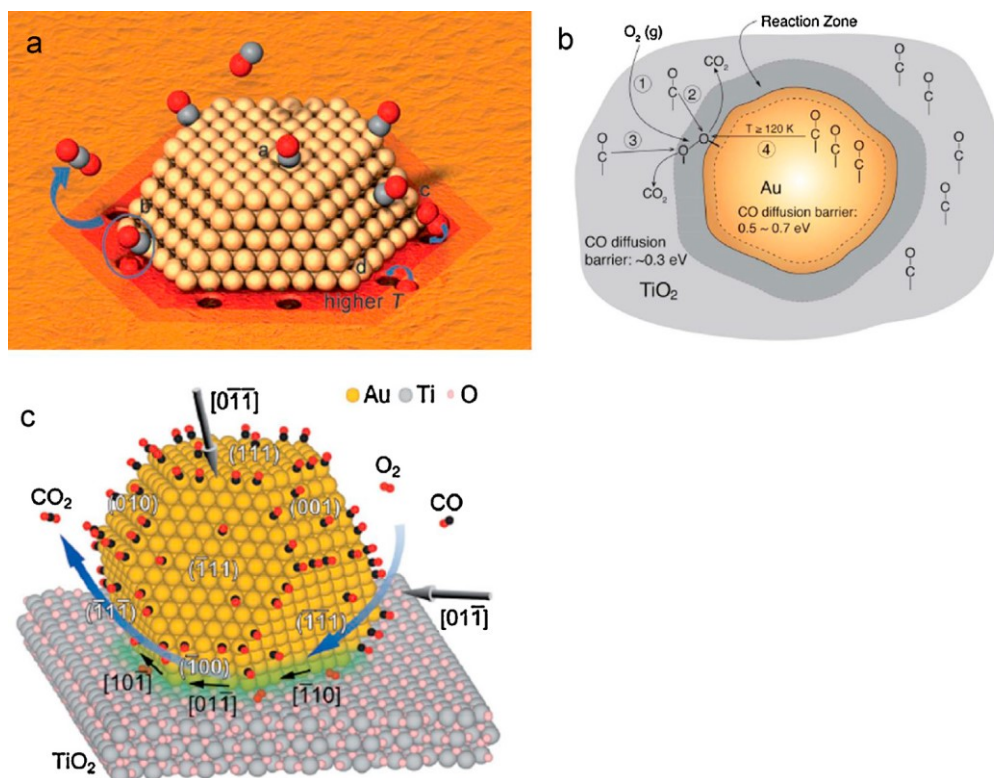 a
a
b
c
d
higher T
b
O₂ (g)
Reaction Zone
CO₂
O
C
1
2
O
C
3
O
O
T ≥ 120 K
4
O
C
O
C
O
C
Au
CO diffusion barrier:
0.5 ~ 0.7 eV
CO₂
CO diffusion
barrier: ~0.3 eV
TiO₂
O
C
O
C
O
C
O
C
O
C
c
[01̅1̅]
Au Ti O
(111)
O₂
CO₂
(010)
(001)
CO
(1̅11)
[011̅]
(1̅11̅)
(1̅1̅1)
(1̅00)
[101̅]
[011̅]
[1̅10]
TiO₂